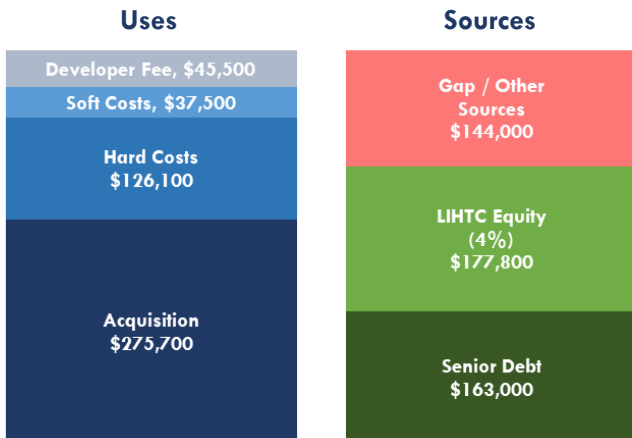 Uses
Developer Fee, $45,500
Soft Costs, $37,500
Hard Costs
$126,100
Acquisition
$275,700
Sources
Gap / Other
Sources
$144,000
LIHTC Equity
(4%)
$177,800
Senior Debt
$163,000